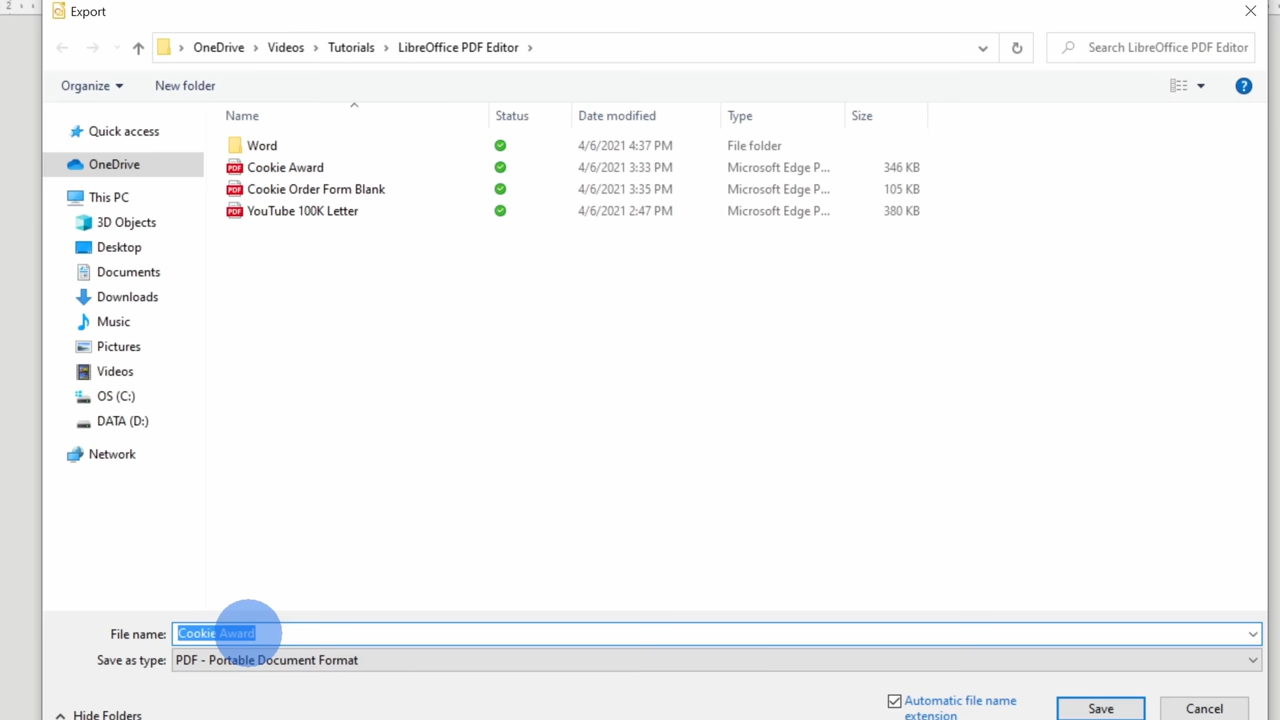 2
Export
OneDrive > Videos > Tutorials > LibreOffice PDF Editor >
Search LibreOffice PDF Editor
Organize
New folder
Name Status Date modified Type Size
Quick access
OneDrive
This PC
3D Objects
Desktop
Documents
Downloads
Music
Pictures
Videos
OS (C:)
DATA (D:)
Network
Word 4/6/2021 4:37 PM File folder
PDF Cookie Award 4/6/2021 3:33 PM Microsoft Edge P... 346 KB
PDF Cookie Order Form Blank 4/6/2021 3:35 PM Microsoft Edge P... 105 KB
PDF YouTube 100K Letter 4/6/2021 2:47 PM Microsoft Edge P... 380 KB
File name: Cookie Award
Save as type: PDF - Portable Document Format
Automatic file name
extension
Save
Cancel
Hide Folders